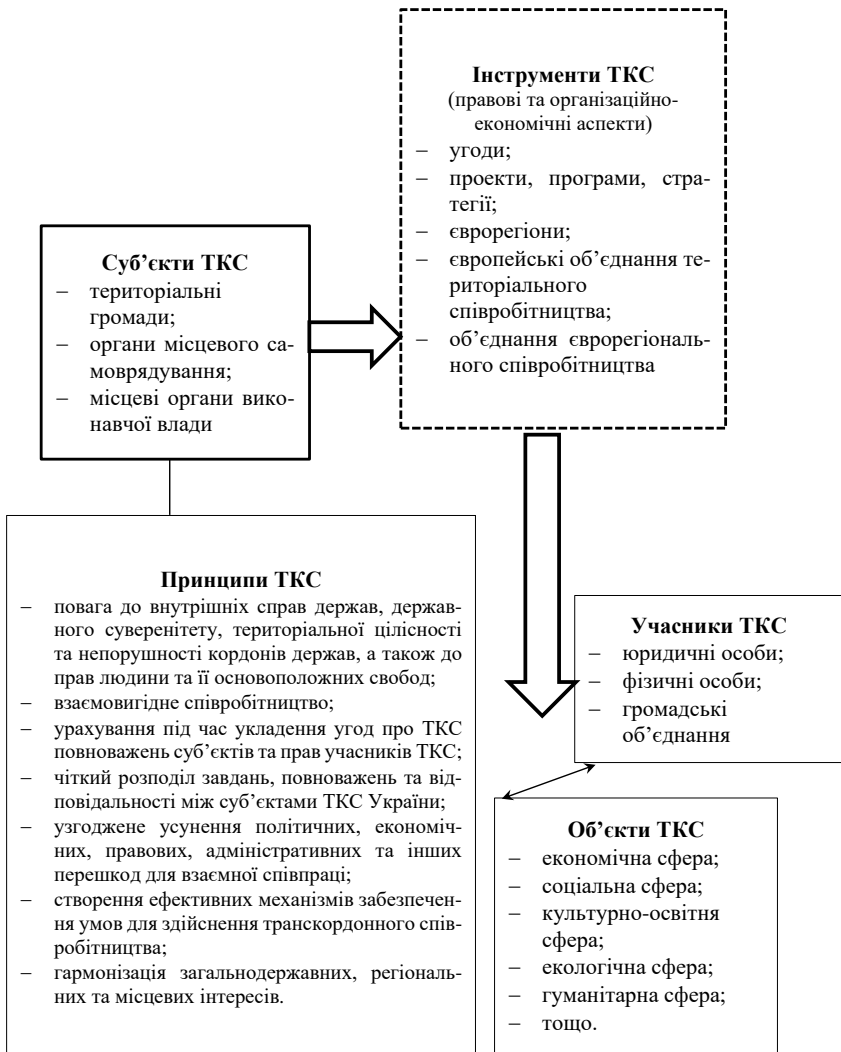 Інструменти ТКС
(правові та організаційно-
економічні аспекти)
– угоди;
– проекти, програми, стра-
тегії;
– єврорегіони;
– європейські об’єднання те-
риторіального
співробітництва;
– об’єднання єврорегіональ-
ного співробітництва
Суб’єкти ТКС
– територіальні
громади;
– органи місцевого са-
моврядування;
– місцеві органи вико-
навчої влади
Принципи ТКС
– повага до внутрішніх справ держав, держав-
ного суверенітету, територіальної цілісності
та непорушності кордонів держав, а також до
прав людини та її основоположних свобод;
– взаємовигідне співробітництво;
– урахування під час укладення угод про ТКС
повноважень суб’єктів та прав учасників ТКС;
– чіткий розподіл завдань, повноважень та від-
повідальності між суб’єктами ТКС України;
– узгоджене усунення політичних, економіч-
них, правових, адміністративних та інших
перешкод для взаємної співпраці;
– створення ефективних механізмів забезпечен-
ня умов для здійснення транскордонного спів-
робітництва;
– гармонізація загальнодержавних, регіональ-
них та місцевих інтересів.
Учасники ТКС
– юридичні особи;
– фізичні особи;
– громадські
об’єднання
Об’єкти ТКС
– економічна сфера;
– соціальна сфера;
– культурно-освітня
сфера;
– екологічна сфера;
– гуманітарна сфера;
– тощо.